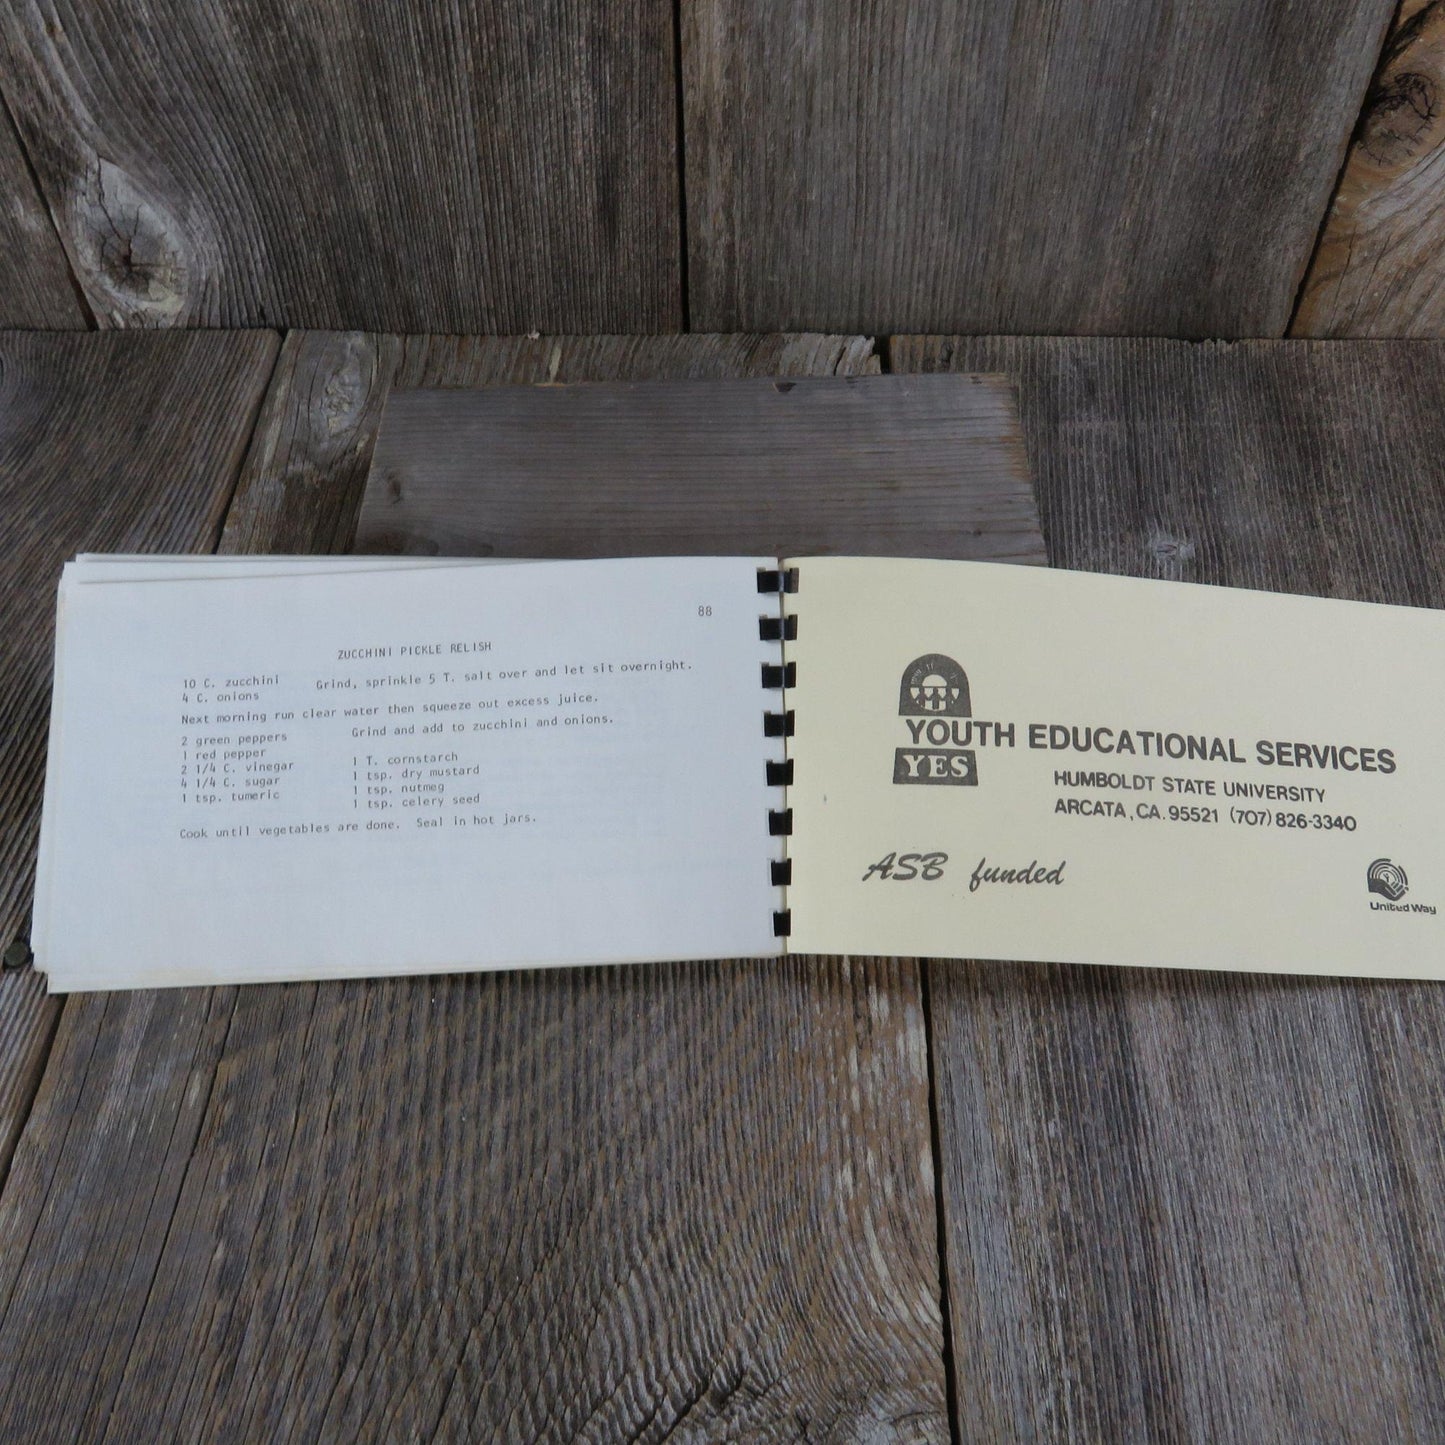 88
ZUCCHINI PICKLE RELISH
10 C. zucchini Grind, sprinkle 5 T. salt over and let sit overnight.
4 C. onions
Next morning run clear water then squeeze out excess juice.
2 green peppers Grind and add to zucchini and onions.
1 red pepper
2 1/4 C. vinegar 1 T. cornstarch
4 1/4 C. sugar 1 tsp. dry mustard
1 tsp. tumeric 1 tsp. nutmeg
1 tsp. celery seed
Cook until vegetables are done. Seal in hot jars.
YOUTH EDUCATIONAL SERVICES
YES
HUMBOLDT STATE UNIVERSITY
ARCATA, CA. 95521 (707) 826-3340
ASB funded
United Way